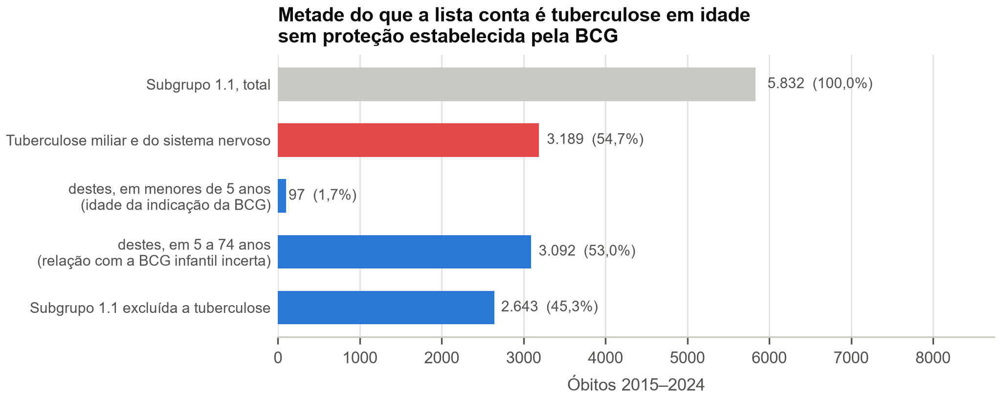 Metade do que a lista conta é tuberculose em idade
sem proteção estabelecida pela BCG
Subgrupo 1.1, total
5.832 (100,0%)
Tuberculose miliar e do sistema nervoso
3.189 (54,7%)
destes, em menores de 5 anos
(idade da indicação da BCG)
97 (1,7%)
destes, em 5 a 74 anos
(relação com a BCG infantil incerta)
3.092 (53,0%)
Subgrupo 1.1 excluída a tuberculose
2.643 (45,3%)
0 1000 2000 3000 4000 5000 6000 7000 8000
Óbitos 2015–2024